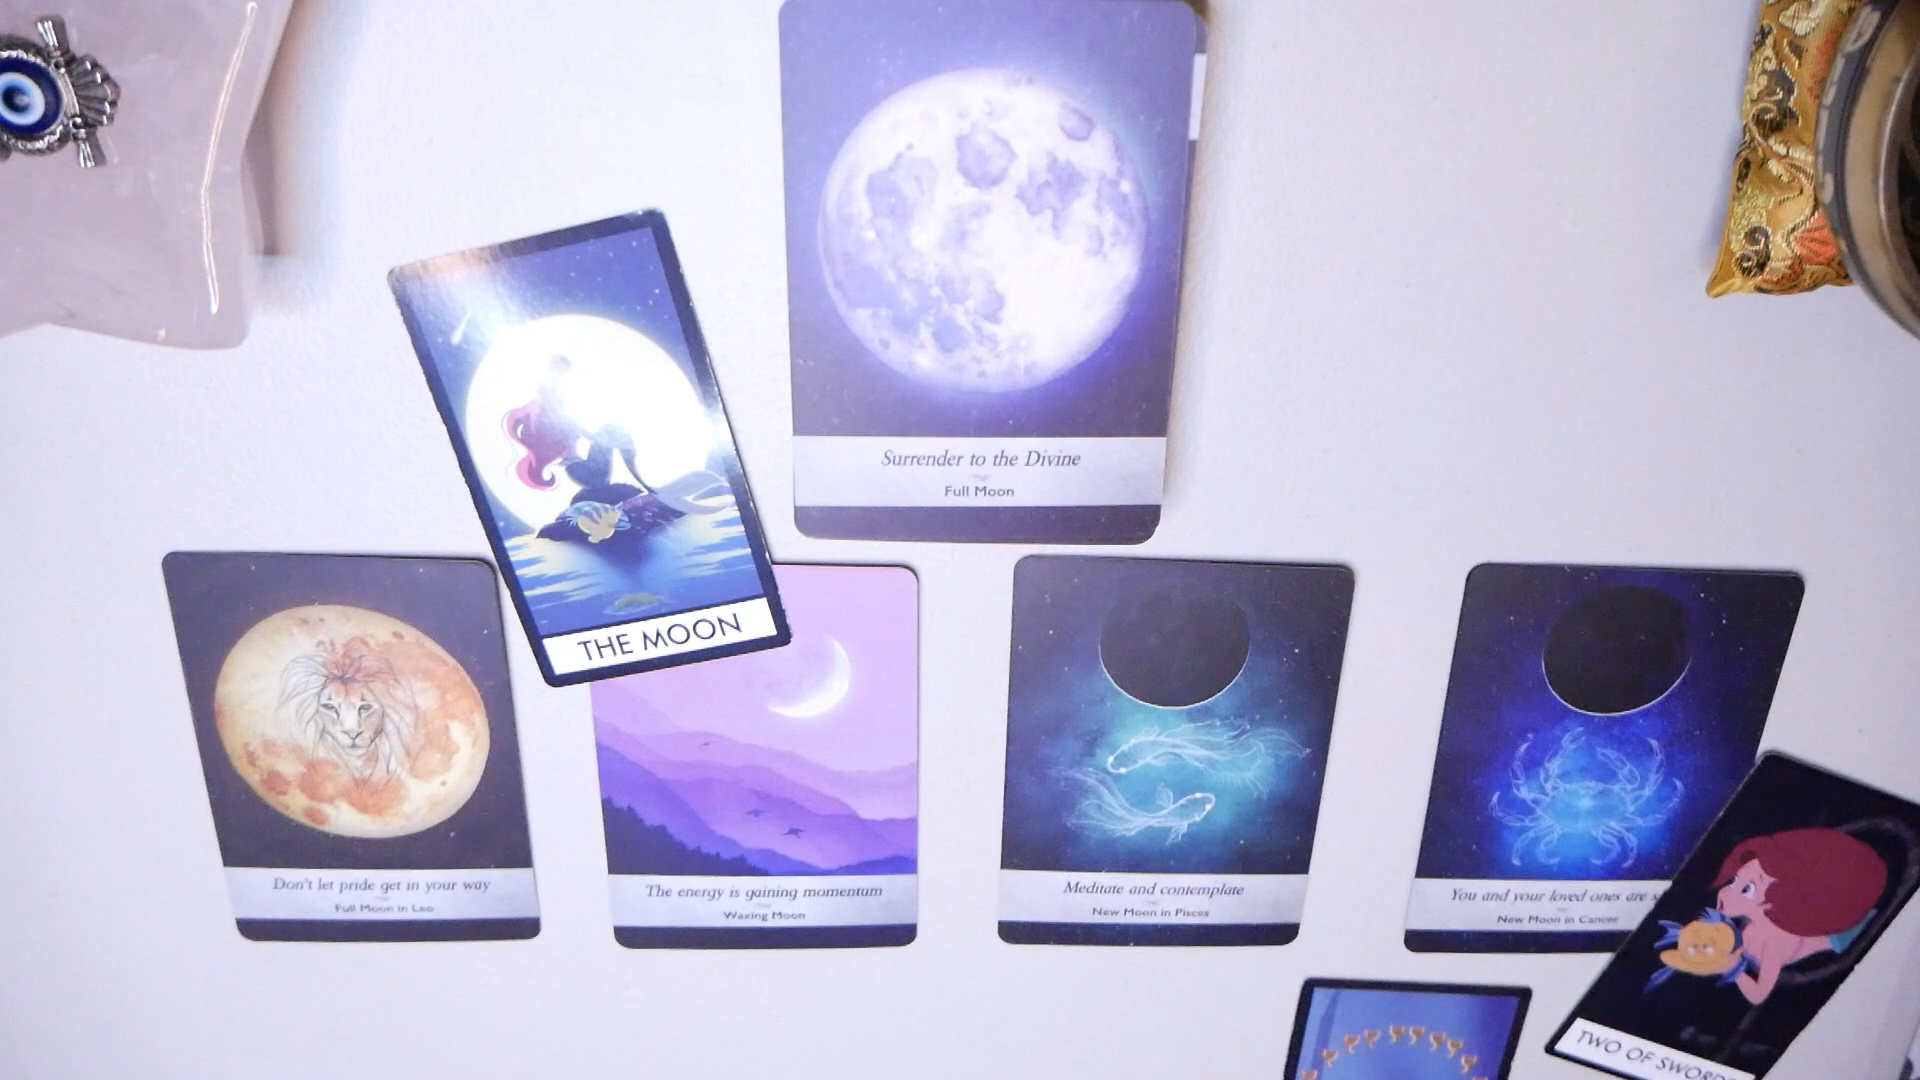 Surrender to the Divine
Full Moon
THE MOON
Don't let pride get in your way
Full Moon in Leo
The energy is gaining momentum
Waxing Moon
Meditate and contemplate
New Moon in Pisces
You and your loved ones are
New Moon in Cancer
TWO OF SWORDS